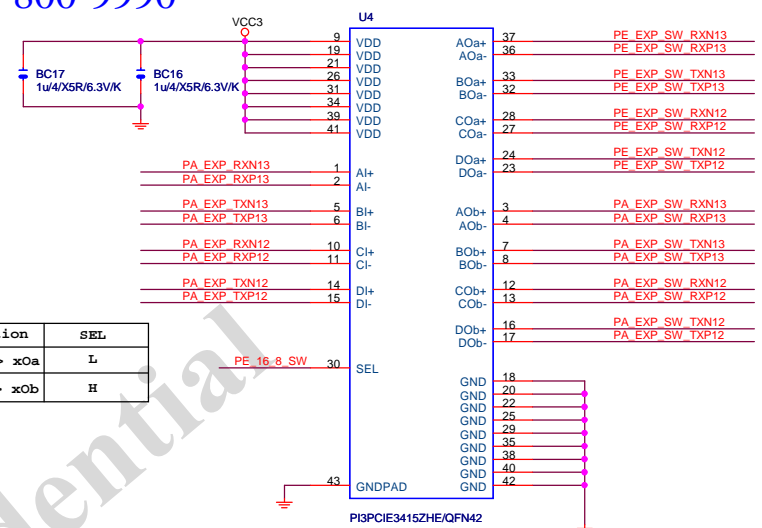 800-9990
VCC3
U4
BC17
1u/4/X5R/6.3V/K
BC16
1u/4/X5R/6.3V/K
9 VDD
19 VDD
21 VDD
26 VDD
31 VDD
34 VDD
39 VDD
41 VDD
PA_EXP_RXN13 1 AI+
PA_EXP_RXP13 2 AI-
PA_EXP_TXN13 5 BI+
PA_EXP_TXP13 6 BI-
PA_EXP_RXN12 10 CI+
PA_EXP_RXP12 11 CI-
PA_EXP_TXN12 14 DI+
PA_EXP_TXP12 15 DI-
PE_16_8_SW 30 SEL
43 GNDPAD
AOa+ 37 PE_EXP_SW_RXN13
AOa- 36 PE_EXP_SW_RXP13
BOa+ 33 PE_EXP_SW_TXN13
BOa- 32 PE_EXP_SW_TXP13
COa+ 28 PE_EXP_SW_RXN12
COa- 27 PE_EXP_SW_RXP12
DOa+ 24 PE_EXP_SW_TXN12
DOa- 23 PE_EXP_SW_TXP12
AOb+ 3 PA_EXP_SW_RXN13
AOb- 4 PA_EXP_SW_RXP13
BOb+ 7 PA_EXP_SW_TXN13
BOb- 8 PA_EXP_SW_TXP13
COb+ 12 PA_EXP_SW_RXN12
COb- 13 PA_EXP_SW_RXP12
DOb+ 16 PA_EXP_SW_TXN12
DOb- 17 PA_EXP_SW_TXP12
GND 18
GND 20
GND 22
GND 25
GND 29
GND 35
GND 38
GND 40
GND 42
PI3PCIE3415ZHE/QFN42
tion SEL
> xOa L
> xOb H
dential